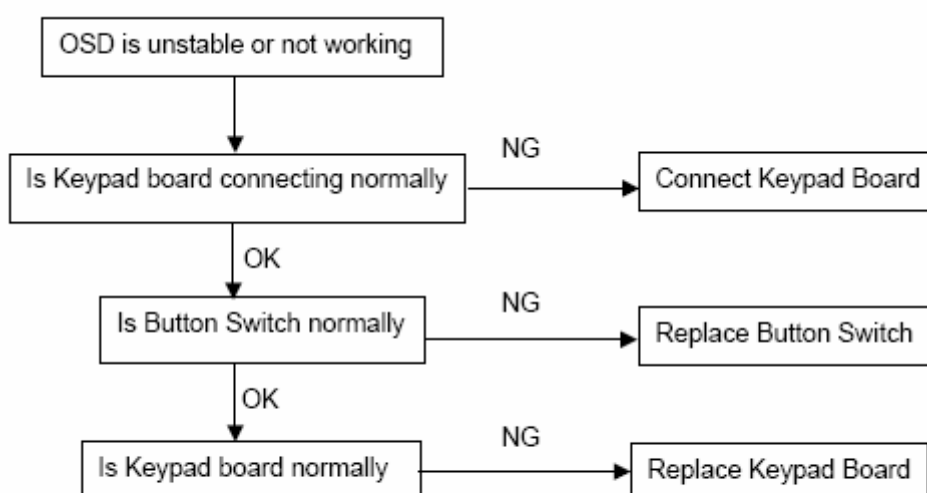 OSD is unstable or not working
NG
Is Keypad board connecting normally
Connect Keypad Board
OK
NG
Is Button Switch normally
Replace Button Switch
OK
NG
Is Keypad board normally
Replace Keypad Board